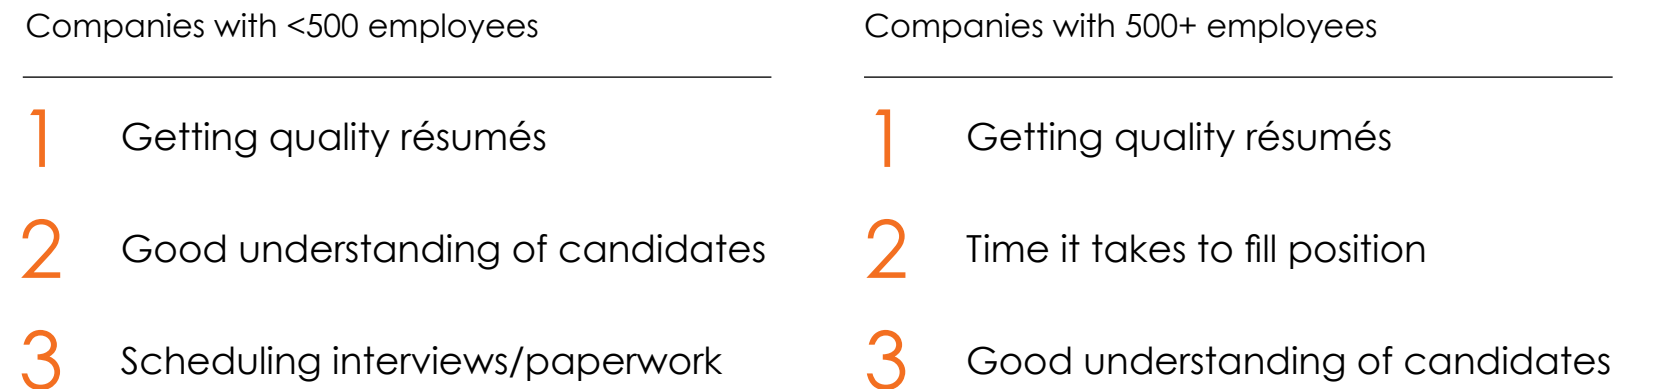 Companies with <500 employees
1 Getting quality résumés
2 Good understanding of candidates
3 Scheduling interviews/paperwork
Companies with 500+ employees
1 Getting quality résumés
2 Time it takes to fill position
3 Good understanding of candidates